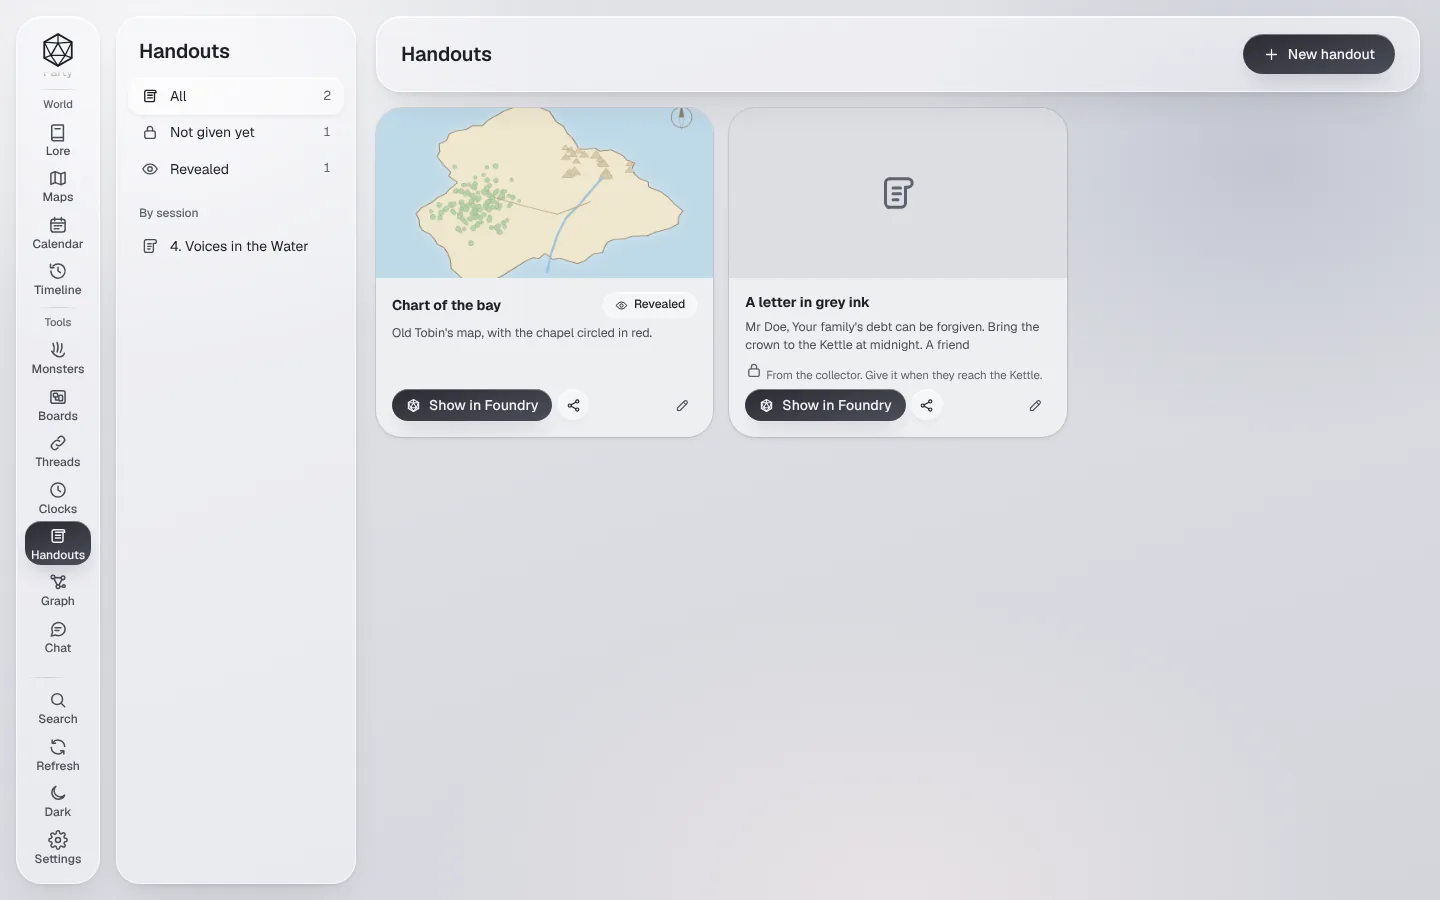 Party
World
Lore
Maps
Calendar
Timeline
Tools
Monsters
Boards
Threads
Clocks
Handouts
Graph
Chat
Search
Refresh
Dark
Settings
Handouts
All 2
Not given yet 1
Revealed 1
By session
4. Voices in the Water
Handouts
New handout
Chart of the bay
Revealed
Old Tobin's map, with the chapel circled in red.
Show in Foundry
A letter in grey ink
Mr Doe, Your family's debt can be forgiven. Bring the
crown to the Kettle at midnight. A friend
From the collector. Give it when they reach the Kettle.
Show in Foundry